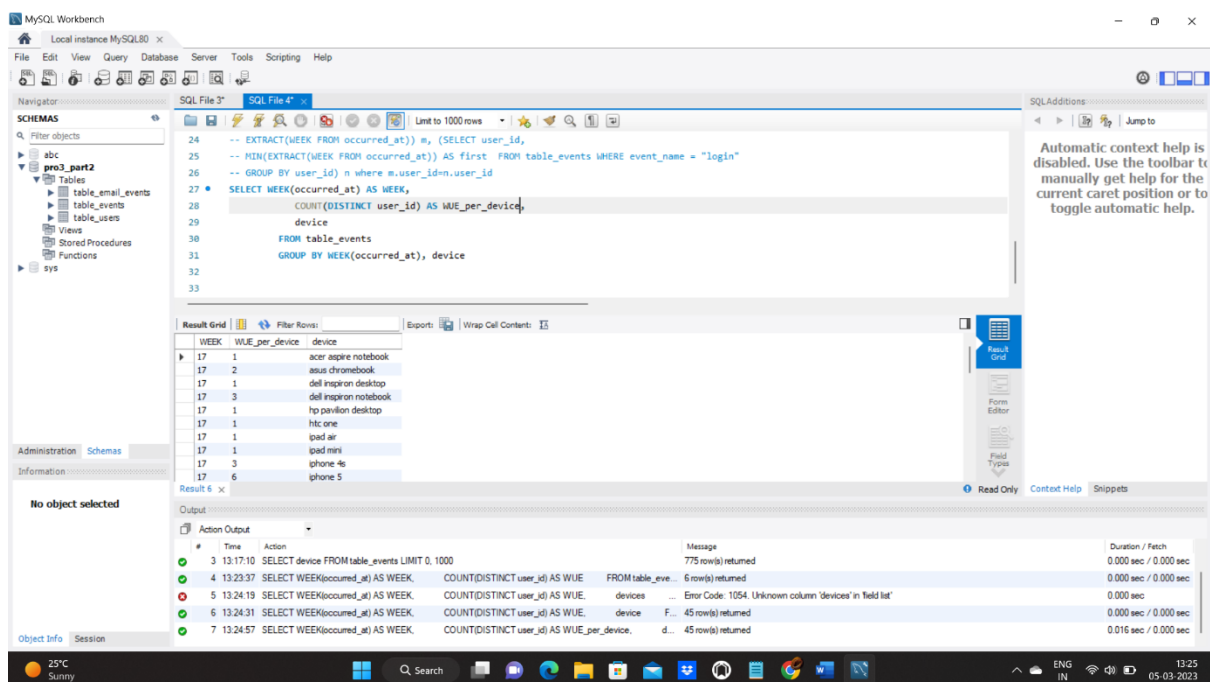 MySQL Workbench
Local instance MySQL80 ×
File Edit View Query Database Server Tools Scripting Help
Navigator
SCHEMAS
Filter objects
abc
pro3_part2
Tables
table_email_events
table_events
table_users
Views
Stored Procedures
Functions
sys
Administration Schemas
Information
No object selected
Object Info Session
SQL File 3* SQL File 4* ×
Limit to 1000 rows
24 -- EXTRACT(WEEK FROM occurred_at)) m, (SELECT user_id,
25 -- MIN(EXTRACT(WEEK FROM occurred_at)) AS first FROM table_events WHERE event_name = "login"
26 -- GROUP BY user_id) n where m.user_id=n.user_id
27 SELECT WEEK(occurred_at) AS WEEK,
28 COUNT(DISTINCT user_id) AS WUE_per_device,
29 device
30 FROM table_events
31 GROUP BY WEEK(occurred_at), device
32
33
Result Grid Filter Rows: Export: Wrap Cell Content:
WEEK WUE_per_device device
17 1 acer aspire notebook
17 2 asus chromebook
17 1 dell inspiron desktop
17 3 dell inspiron notebook
17 1 hp pavilion desktop
17 1 htc one
17 1 ipad air
17 1 ipad mini
17 3 iphone 4s
17 6 iphone 5
Result Grid
Form Editor
Field Types
Result 6 × Read Only
Output
Action Output
# Time Action Message Duration / Fetch
3 13:17:10 SELECT device FROM table_events LIMIT 0, 1000 775 row(s) returned 0.000 sec / 0.000 sec
4 13:23:37 SELECT WEEK(occurred_at) AS WEEK, COUNT(DISTINCT user_id) AS WUE FROM table_eve... 6 row(s) returned 0.000 sec / 0.000 sec
5 13:24:19 SELECT WEEK(occurred_at) AS WEEK, COUNT(DISTINCT user_id) AS WUE, devices ... Error Code: 1054. Unknown column 'devices' in 'field list' 0.000 sec
6 13:24:31 SELECT WEEK(occurred_at) AS WEEK, COUNT(DISTINCT user_id) AS WUE, device F... 45 row(s) returned 0.000 sec / 0.000 sec
7 13:24:57 SELECT WEEK(occurred_at) AS WEEK, COUNT(DISTINCT user_id) AS WUE_per_device, d... 45 row(s) returned 0.016 sec / 0.000 sec
SQLAdditions
Jump to
Automatic context help is
disabled. Use the toolbar to
manually get help for the
current caret position or to
toggle automatic help.
Context Help Snippets
25°C
Sunny
Search
ENG
IN
13:25
05-03-2023